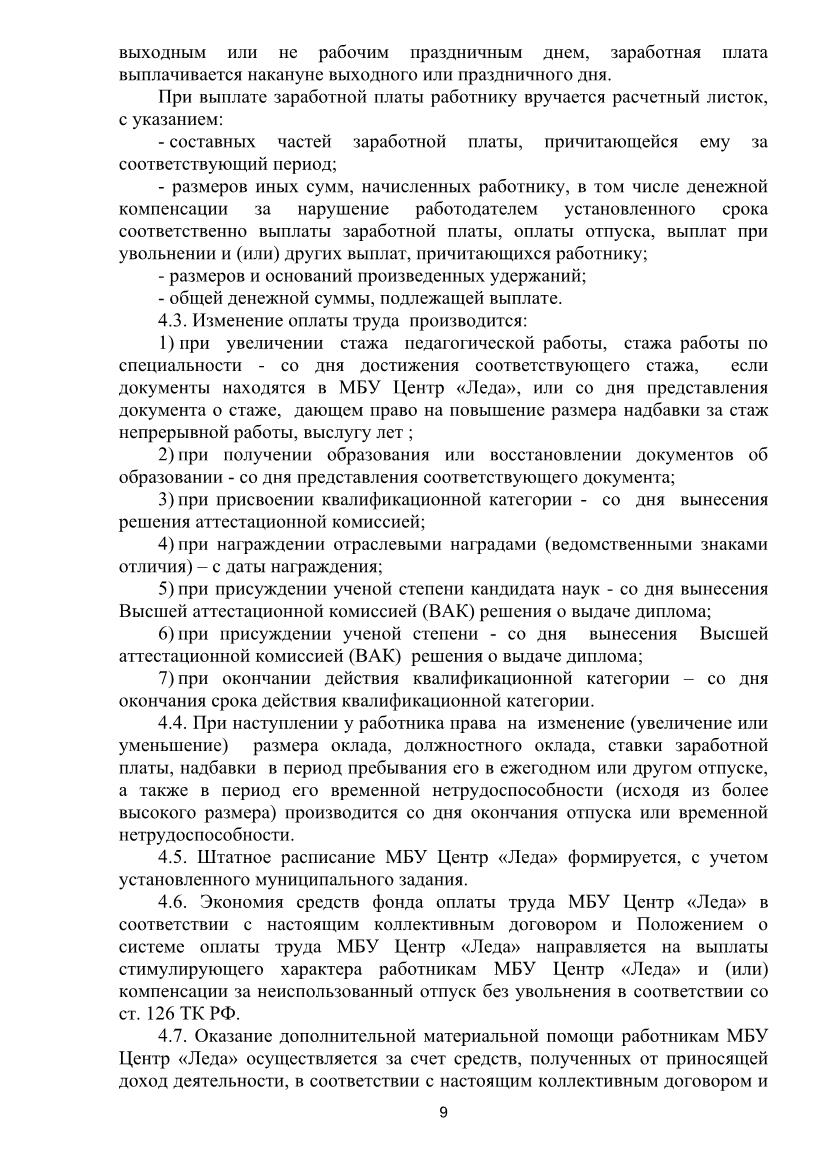 выходным или не рабочим праздничным днем, заработная плата
выплачивается накануне выходного или праздничного дня.
При выплате заработной платы работнику вручается расчетный листок,
с указанием:
- составных частей заработной платы, причитающейся ему за
соответствующий период;
- размеров иных сумм, начисленных работнику, в том числе денежной
компенсации за нарушение работодателем установленного срока
соответственно выплаты заработной платы, оплаты отпуска, выплат при
увольнении и (или) других выплат, причитающихся работнику;
- размеров и оснований произведенных удержаний;
- общей денежной суммы, подлежащей выплате.
4.3. Изменение оплаты труда производится:
1) при увеличении стажа педагогической работы, стажа работы по
специальности - со дня достижения соответствующего стажа, если
документы находятся в МБУ Центр «Леда», или со дня представления
документа о стаже, дающем право на повышение размера надбавки за стаж
непрерывной работы, выслугу лет ;
2) при получении образования или восстановлении документов об
образовании - со дня представления соответствующего документа;
3) при присвоении квалификационной категории - со дня вынесения
решения аттестационной комиссией;
4) при награждении отраслевыми наградами (ведомственными знаками
отличия) – с даты награждения;
5) при присуждении ученой степени кандидата наук - со дня вынесения
Высшей аттестационной комиссией (ВАК) решения о выдаче диплома;
6) при присуждении ученой степени - со дня вынесения Высшей
аттестационной комиссией (ВАК) решения о выдаче диплома;
7) при окончании действия квалификационной категории – со дня
окончания срока действия квалификационной категории.
4.4. При наступлении у работника права на изменение (увеличение или
уменьшение) размера оклада, должностного оклада, ставки заработной
платы, надбавки в период пребывания его в ежегодном или другом отпуске,
а также в период его временной нетрудоспособности (исходя из более
высокого размера) производится со дня окончания отпуска или временной
нетрудоспособности.
4.5. Штатное расписание МБУ Центр «Леда» формируется, с учетом
установленного муниципального задания.
4.6. Экономия средств фонда оплаты труда МБУ Центр «Леда» в
соответствии с настоящим коллективным договором и Положением о
системе оплаты труда МБУ Центр «Леда» направляется на выплаты
стимулирующего характера работникам МБУ Центр «Леда» и (или)
компенсации за неиспользованный отпуск без увольнения в соответствии со
ст. 126 ТК РФ.
4.7. Оказание дополнительной материальной помощи работникам МБУ
Центр «Леда» осуществляется за счет средств, полученных от приносящей
доход деятельности, в соответствии с настоящим коллективным договором и
9